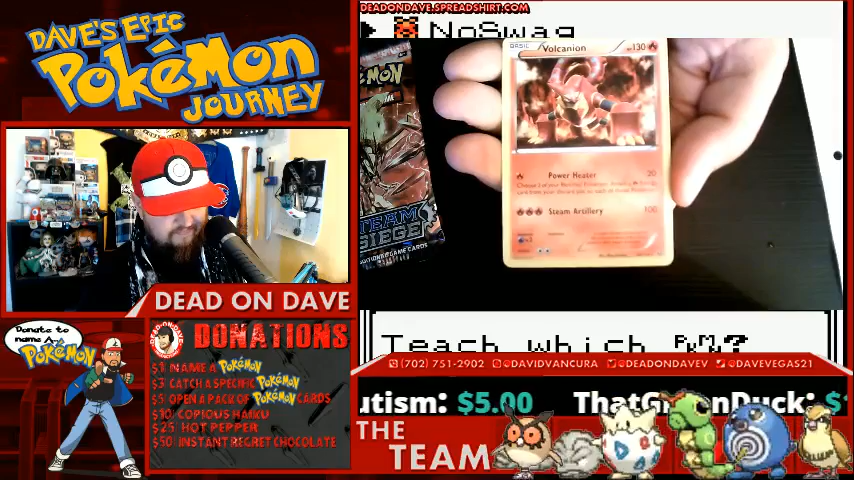 DEADONDAVE.SPREADSHIRT.COM
NoSwag
DAVE'S EPIC
POKéMON
JOURNEY
BASIC Volcanion 130
Power Heater 20
Steam Artillery 100
STEAM
SIEGE
DEAD ON DAVE
Teach which PKMN?
(702) 751-2902 @DAVIDVANCURA @DEADONDAVEV @DAVEVEGAS21
Donate to
name A
POKéMON
DONATIONS
$1: NAME A POKéMON
$3: CATCH A SPECIFIC POKéMON
$5: OPEN A PACK OF POKéMON CARDS
$10: COPIOUS HAIKU
$25: HOT PEPPER
$50: INSTANT REGRET CHOCOLATE
utism: $5.00 ThatGreenDuck: $
THE
TEAM